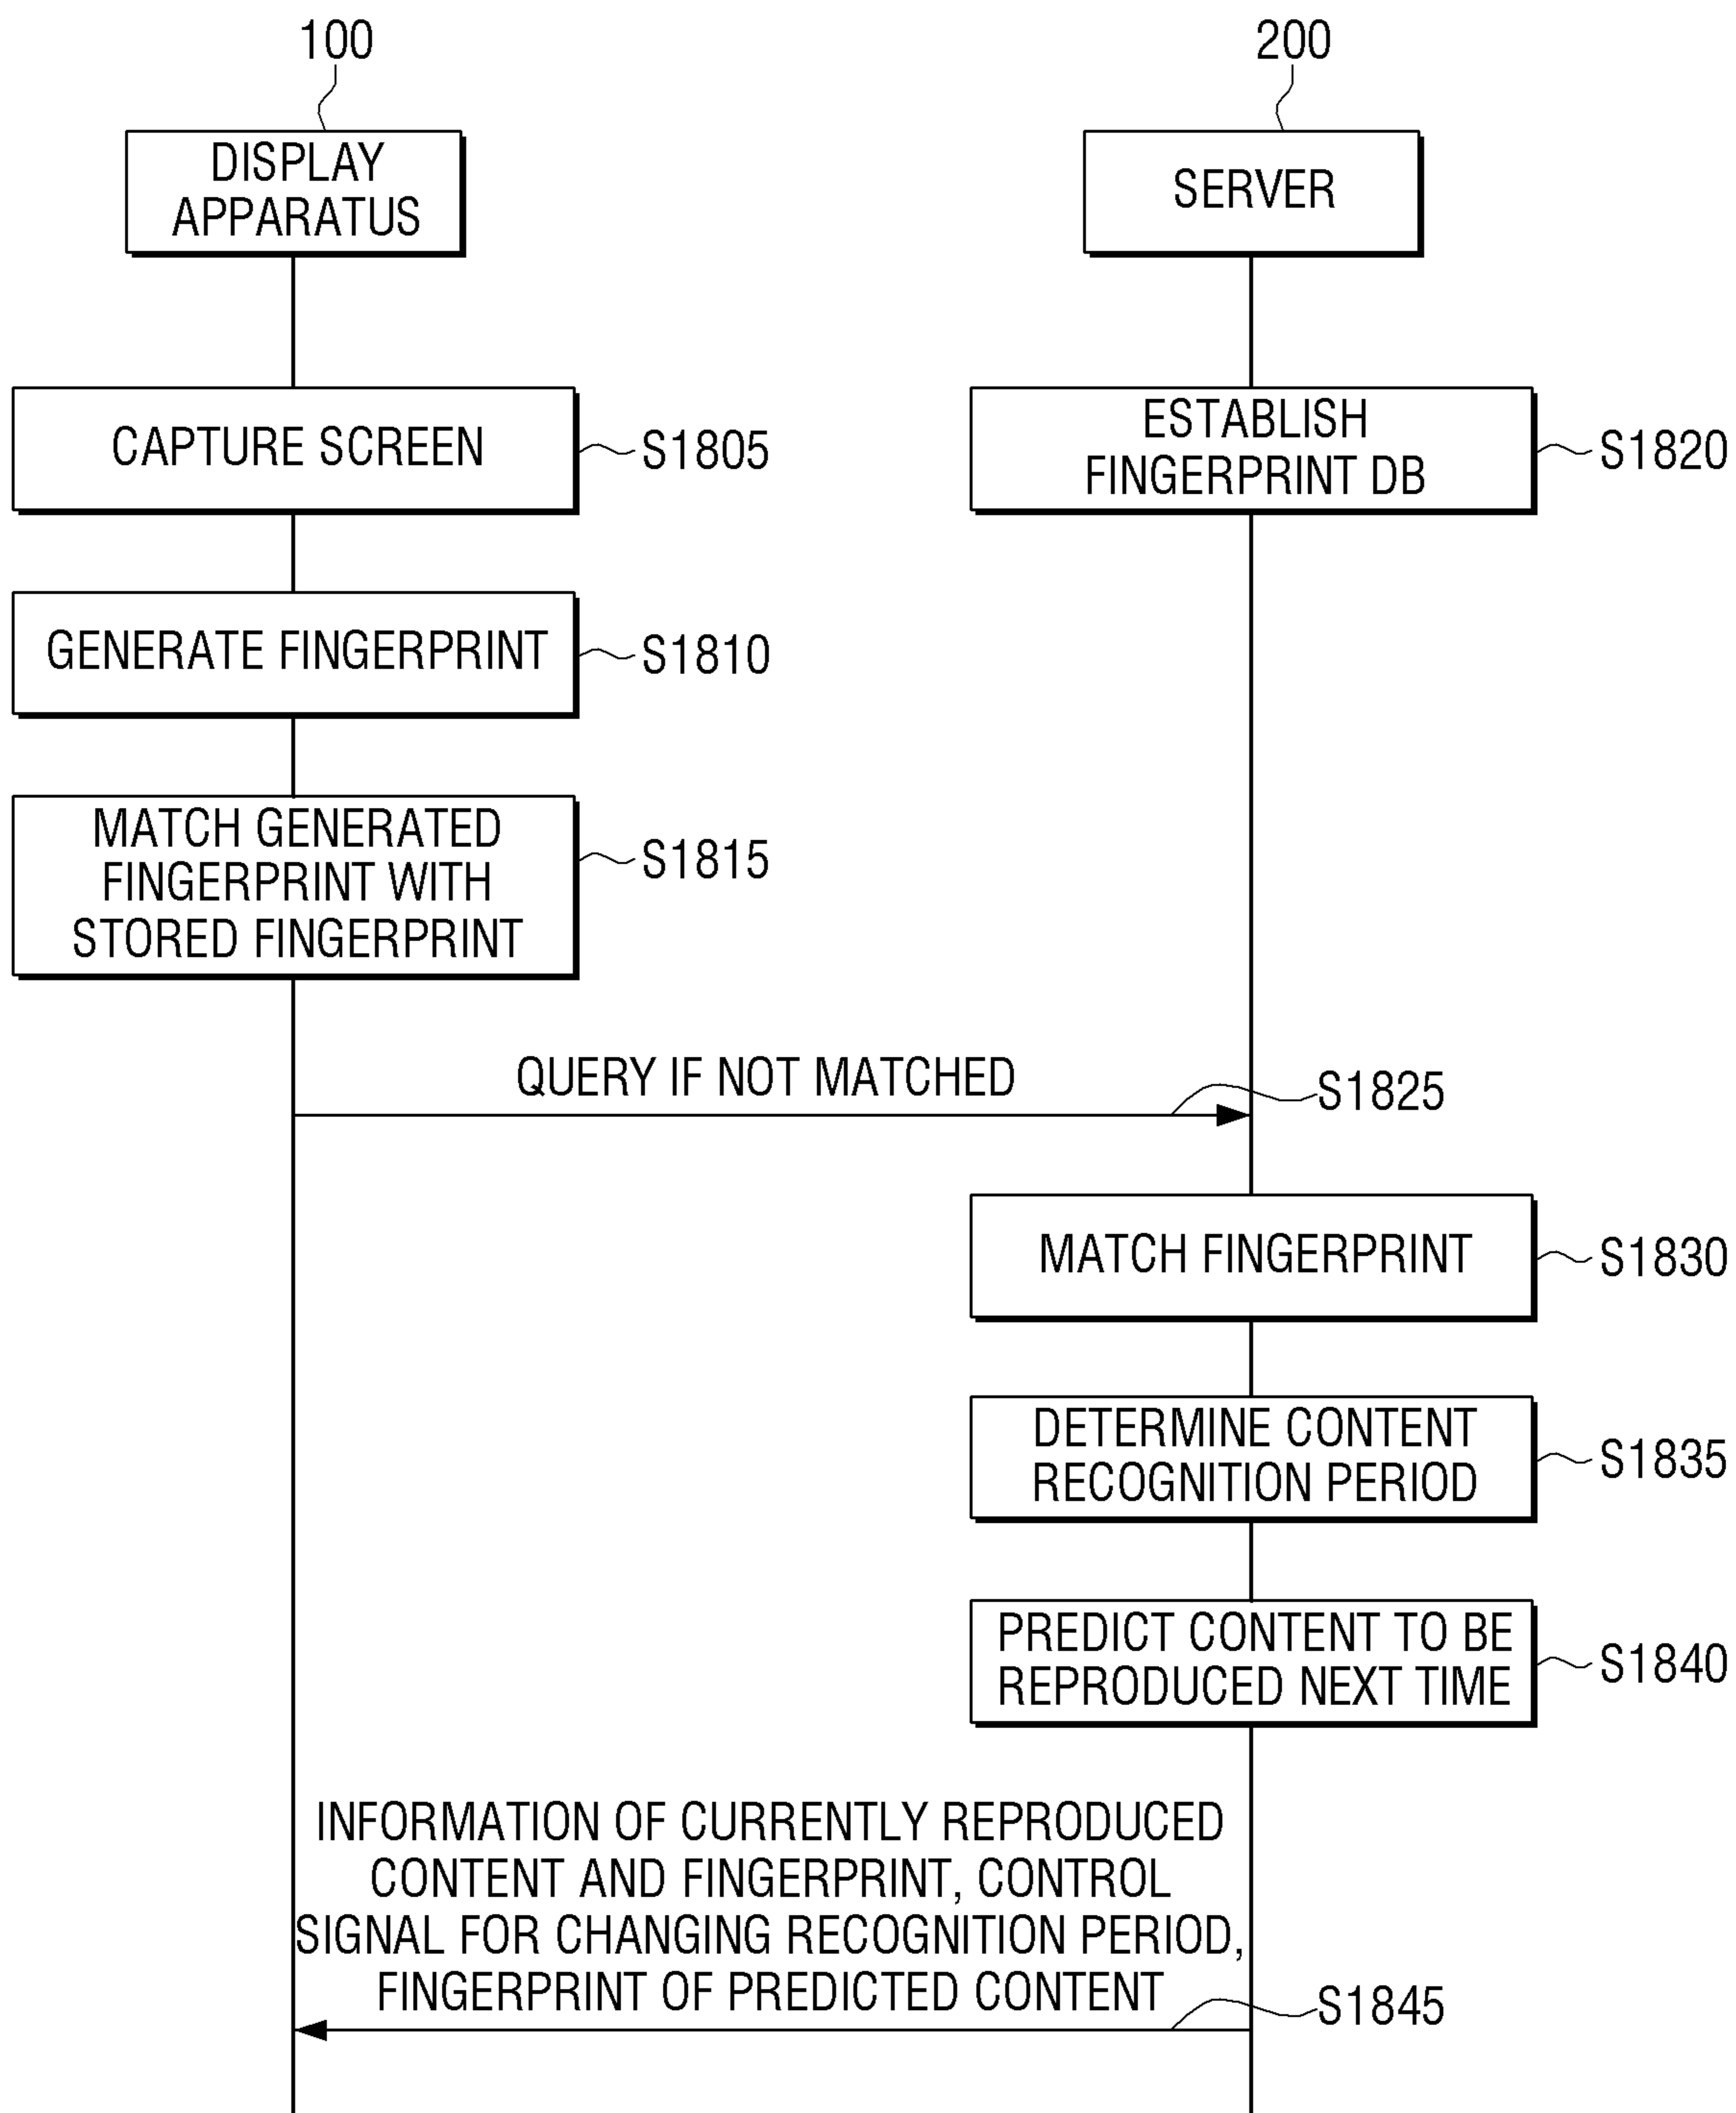 100
200
DISPLAY
APPARATUS
SERVER
CAPTURE SCREEN
S1805
ESTABLISH
FINGERPRINT DB
S1820
GENERATE FINGERPRINT
S1810
MATCH GENERATED
FINGERPRINT WITH
STORED FINGERPRINT
S1815
QUERY IF NOT MATCHED
S1825
MATCH FINGERPRINT
S1830
DETERMINE CONTENT
RECOGNITION PERIOD
S1835
PREDICT CONTENT TO BE
REPRODUCED NEXT TIME
S1840
INFORMATION OF CURRENTLY REPRODUCED
CONTENT AND FINGERPRINT, CONTROL
SIGNAL FOR CHANGING RECOGNITION PERIOD,
FINGERPRINT OF PREDICTED CONTENT
S1845